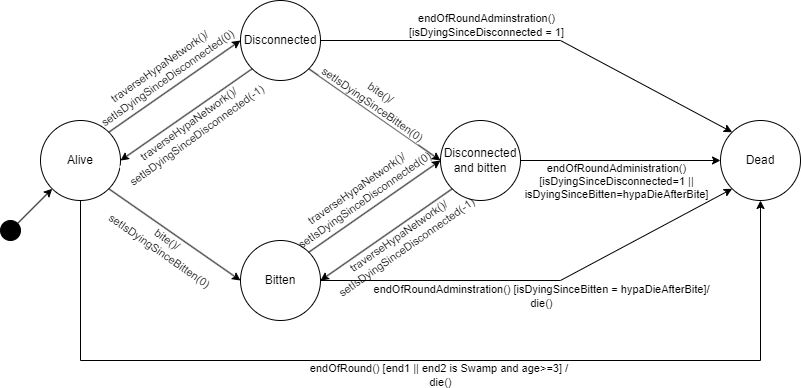 endOfRoundAdminstration()
[isDyingSinceDisconnected = 1]
Disconnected
traverseHypaNetwork()/
setIsDyingSinceDisconnected(0)
traverseHypaNetwork()/
setIsDyingSinceDisconnected(-1)
bite()/
setIsDyingSinceBitten(0)
Alive
Disconnected
and bitten
endOfRoundAdministration()
[isDyingSinceDisconnected=1 ||
isDyingSinceBitten=hypaDieAfterBite]
Dead
traverseHypaNetwork()/
setIsDyingSinceDisconnected(0)
bite()/
setIsDyingSinceBitten(0)
traverseHypaNetwork()/
setIsDyingSinceDisconnected(-1)
Bitten
endOfRoundAdminstration() [isDyingSinceBitten = hypaDieAfterBite]/
die()
endOfRound() [end1 || end2 is Swamp and age>=3] /
die()